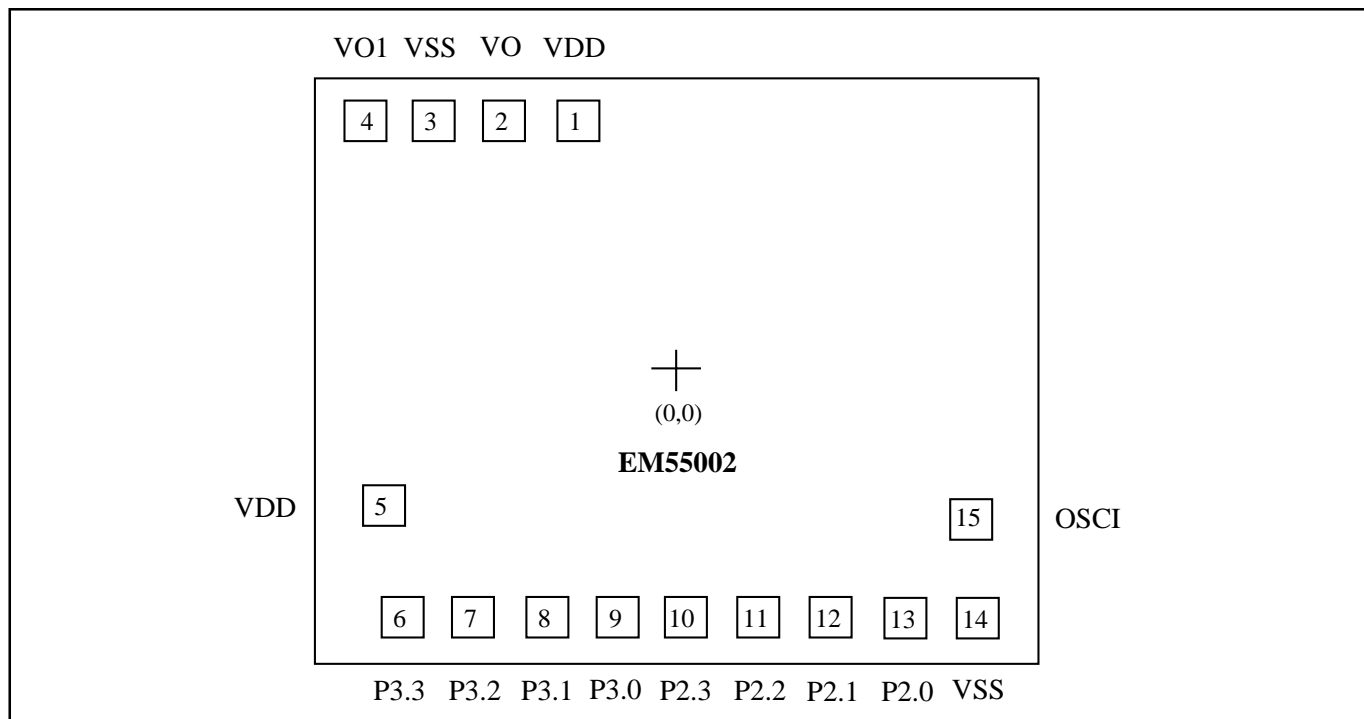 VO1 VSS VO VDD
4 3 2 1
(0,0)
EM55002
VDD 5 15 OSCI
6 7 8 9 10 11 12 13 14
P3.3 P3.2 P3.1 P3.0 P2.3 P2.2 P2.1 P2.0 VSS